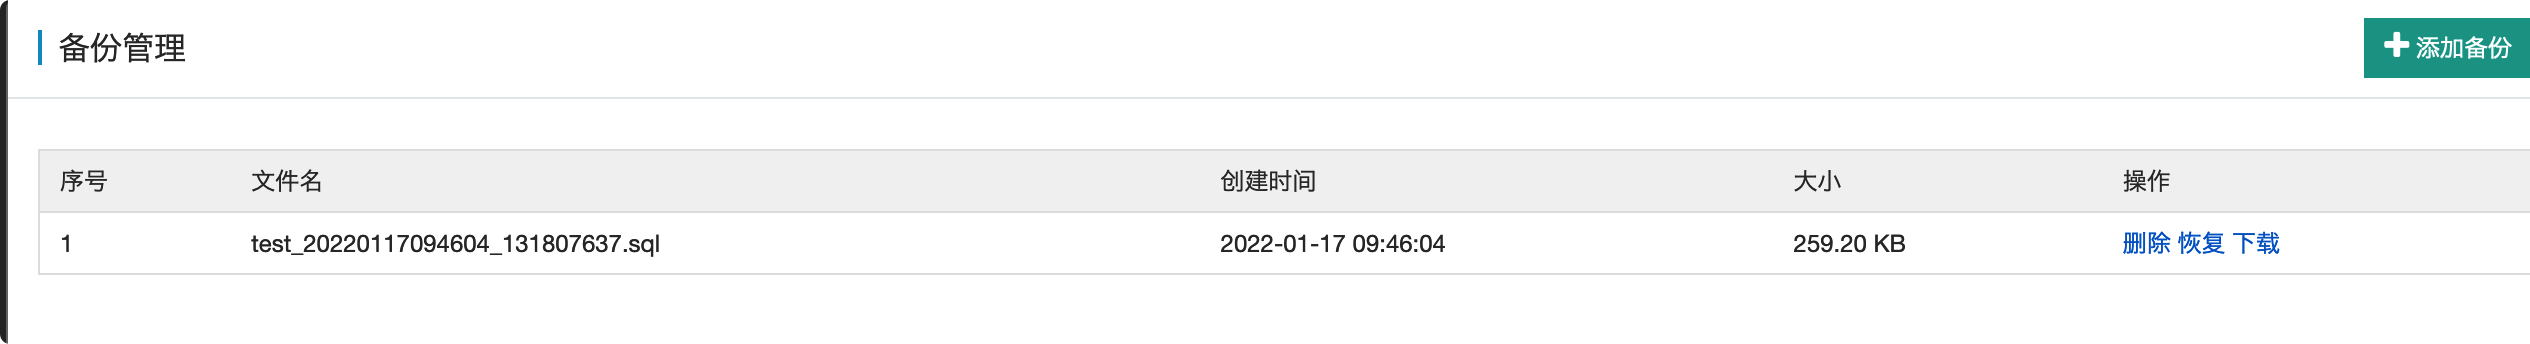 备份管理
添加备份
序号 文件名 创建时间 大小 操作
1 test_20220117094604_131807637.sql 2022-01-17 09:46:04 259.20 KB 删除 恢复 下载